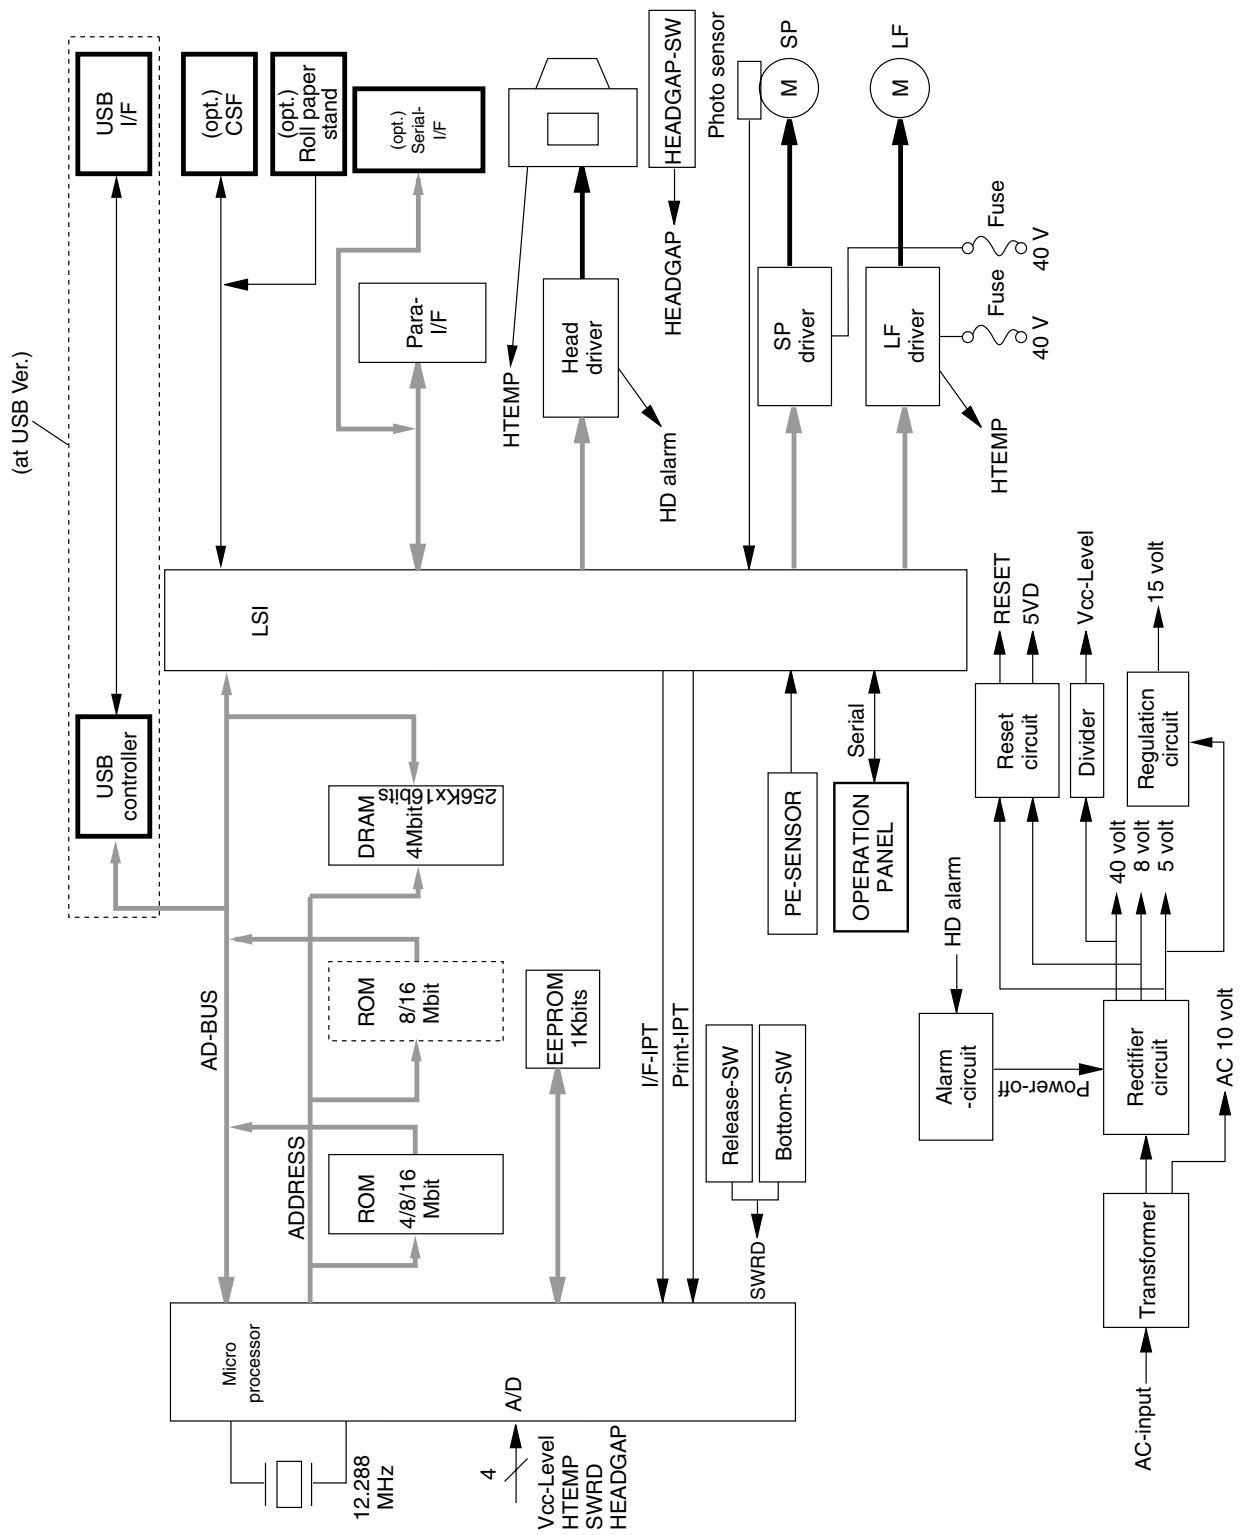 (at USB Ver.)
USB
controller
USB
I/F
(opt.)
CSF
(opt.)
Roll paper
stand
(opt.)
Serial-
I/F
Para-
I/F
HTEMP
Head
driver
HD alarm
HEADGAP-SW
HEADGAP
Photo sensor
M
SP
M
LF
SP
driver
LF
driver
Fuse
40 V
Fuse
40 V
HTEMP
LSI
AD-BUS
ADDRESS
DRAM
4Mbit
256Kx16bits
ROM
8/16
Mbit
ROM
4/8/16
Mbit
EEPROM
1Kbits
I/F-IPT
Print-IPT
PE-SENSOR
Serial
OPERATION
PANEL
Release-SW
Bottom-SW
SWRD
Micro
processor
A/D
12.288
MHz
4
Vcc-Level
HTEMP
SWRD
HEADGAP
RESET
5VD
Vcc-Level
15 volt
Reset
circuit
Divider
Regulation
circuit
40 volt
8 volt
5 volt
HD alarm
Alarm
-circuit
Power-off
Rectifier
circuit
AC 10 volt
Transformer
AC-input